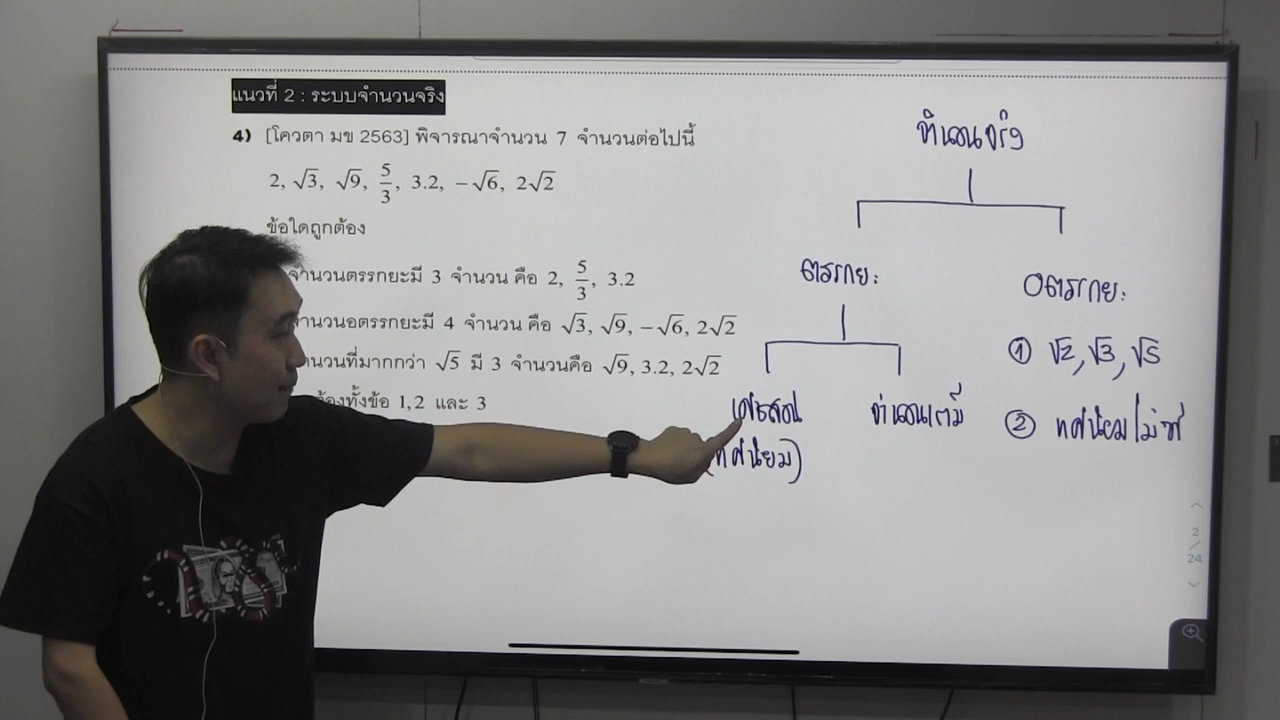 แนวที่ 2 : ระบบจำนวนจริง
4) [โควตา มข 2563] พิจารณาจำนวน 7 จำนวนต่อไปนี้
2, √3, √9, 5/3, 3.2, −√6, 2√2
ข้อใดถูกต้อง
จำนวนตรรกยะมี 3 จำนวน คือ 2, 5/3, 3.2
จำนวนอตรรกยะมี 4 จำนวน คือ √3, √9, −√6, 2√2
มากกว่า √5 มี 3 จำนวนคือ √9, 3.2, 2√2
ทั้งข้อ 1,2 และ 3
จำนวนจริง
ตรรกยะ
อตรรกยะ
① √2, √3, √5
เศษส่วน
จำนวนเต็ม
② ทศนิยมไม่ซ้ำ
(ทศนิยม)
2
/
24